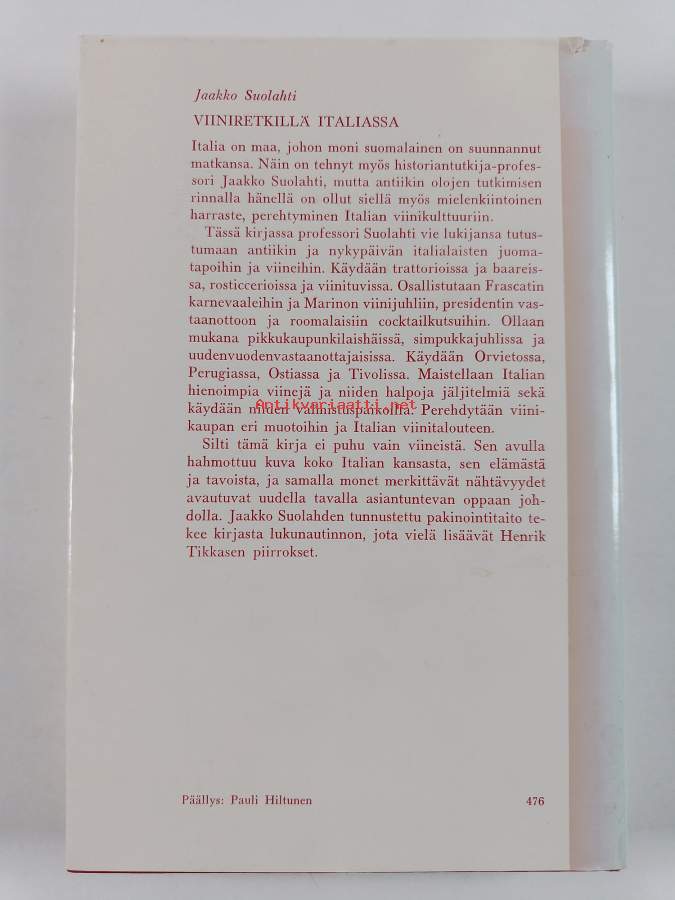 Jaakko Suolahti
VIINIRETKILLÄ ITALIASSA
Italia on maa, johon moni suomalainen on suunnannut
matkansa. Näin on tehnyt myös historiantutkija-profes-
sori Jaakko Suolahti, mutta antiikin olojen tutkimisen
rinnalla hänellä on ollut siellä myös mielenkiintoinen
harraste, perehtyminen Italian viinikulttuuriin.
Tässä kirjassa professori Suolahti vie lukijansa tutus-
tumaan antiikin ja nykypäivän italialaisten juoma-
tapoihin ja viineihin. Käydään trattorioissa ja baareis-
sa, rosticcerioissa ja viinituvissa. Osallistutaan Frascatin
karnevaaleihin ja Marinon viinijuhliin, presidentin vas-
taanottoon ja roomalaisiin cocktailkutsuihin. Ollaan
mukana pikkukaupunkilaishäissä, simpukkajuhlissa ja
uudenvuodenvastaanottajaisissa. Käydään Orvietossa,
Perugiassa, Ostiassa ja Tivolissa. Maistellaan Italian
hienoimpia viinejä ja niiden halpoja jäljitelmiä sekä
käydään niiden valmistuspaikoilla. Perehdytään viini-
kaupan eri muotoihin ja Italian viinitalouteen.
Silti tämä kirja ei puhu vain viineistä. Sen avulla
hahmottuu kuva koko Italian kansasta, sen elämästä
ja tavoista, ja samalla monet merkittävät nähtävyydet
avautuvat uudella tavalla asiantuntevan oppaan joh-
dolla. Jaakko Suolahden tunnustettu pakinointitaito te-
kee kirjasta lukunautinnon, jota vielä lisäävät Henrik
Tikkasen piirrokset.
Antikvariaatti.net
Päällys: Pauli Hiltunen 476